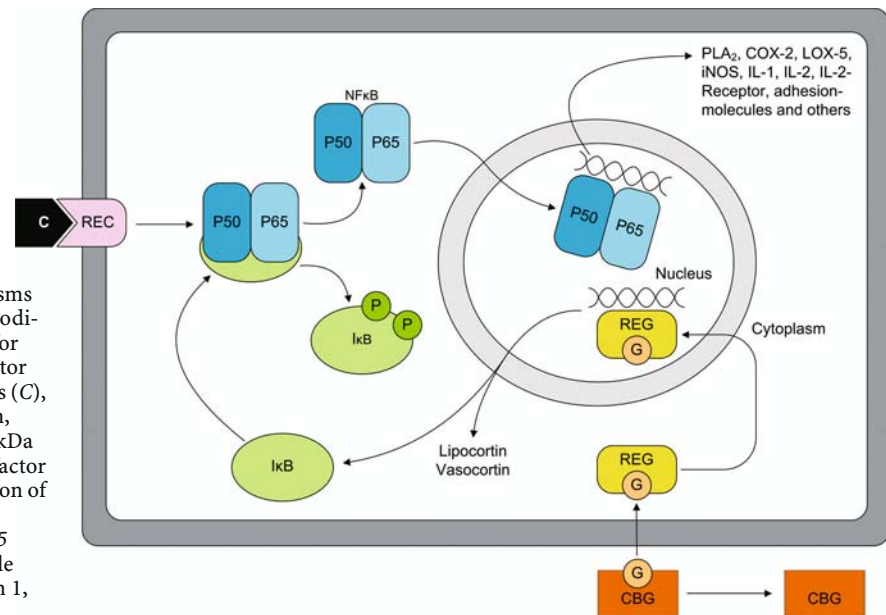 PLA₂, COX-2, LOX-5,
iNOS, IL-1, IL-2, IL-2-
Receptor, adhesion-
molecules and others
NFκB
P50 P65
C REC
P50 P65
P50 P65
Nucleus
P
P
IκB
REG
G
Cytoplasm
IκB
Lipocortin
Vasocortin
REG
G
G
CBG
CBG
sms
odi-
or
tor
s (C),
n,
kDa
factor
on of
5
le
n 1,